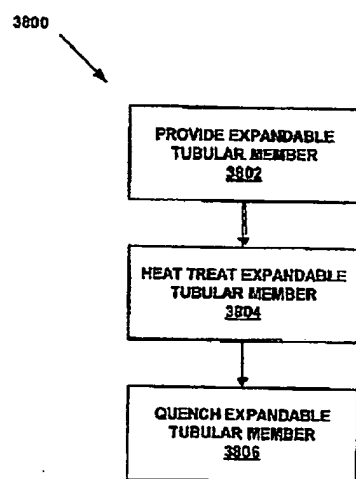 3800
PROVIDE EXPANDABLE
TUBULAR MEMBER
3802
HEAT TREAT EXPANDABLE
TUBULAR MEMBER
3804
QUENCH EXPANDABLE
TUBULAR MEMBER
3806